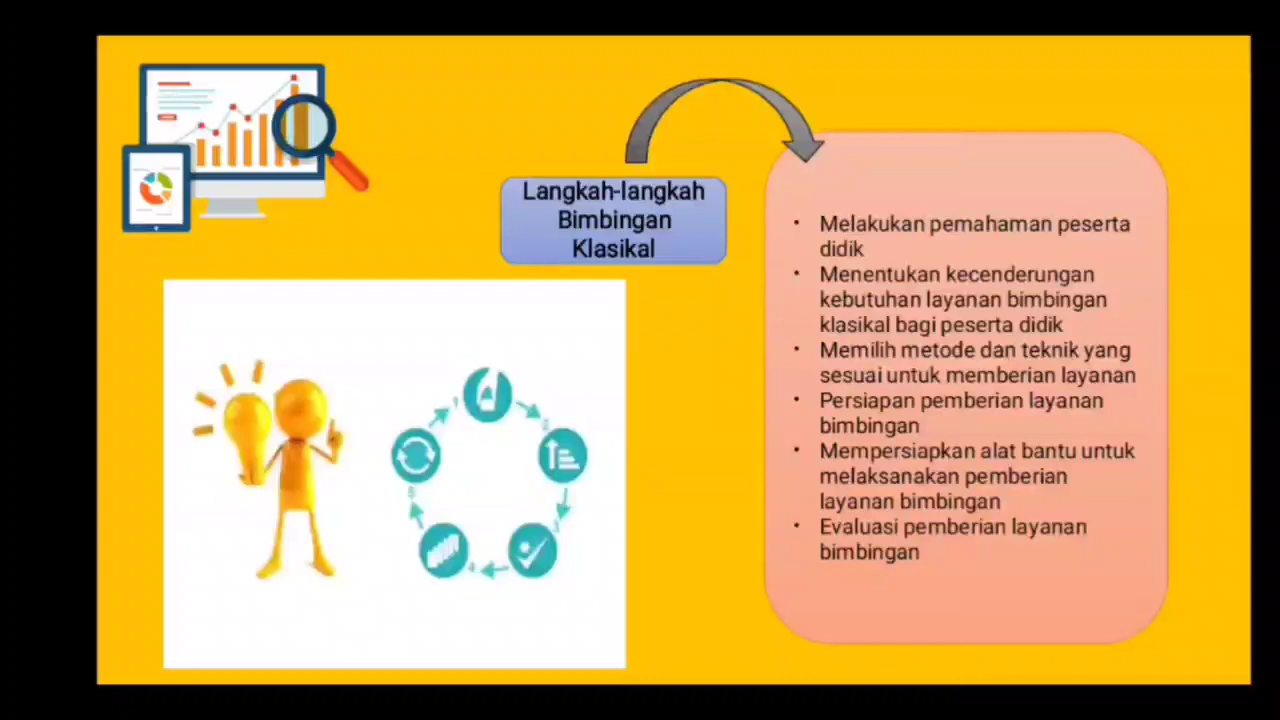 Langkah-langkah
Bimbingan
Klasikal
• Melakukan pemahaman peserta
didik
• Menentukan kecenderungan
kebutuhan layanan bimbingan
klasikal bagi peserta didik
• Memilih metode dan teknik yang
sesuai untuk memberian layanan
• Persiapan pemberian layanan
bimbingan
• Mempersiapkan alat bantu untuk
melaksanakan pemberian
layanan bimbingan
• Evaluasi pemberian layanan
bimbingan